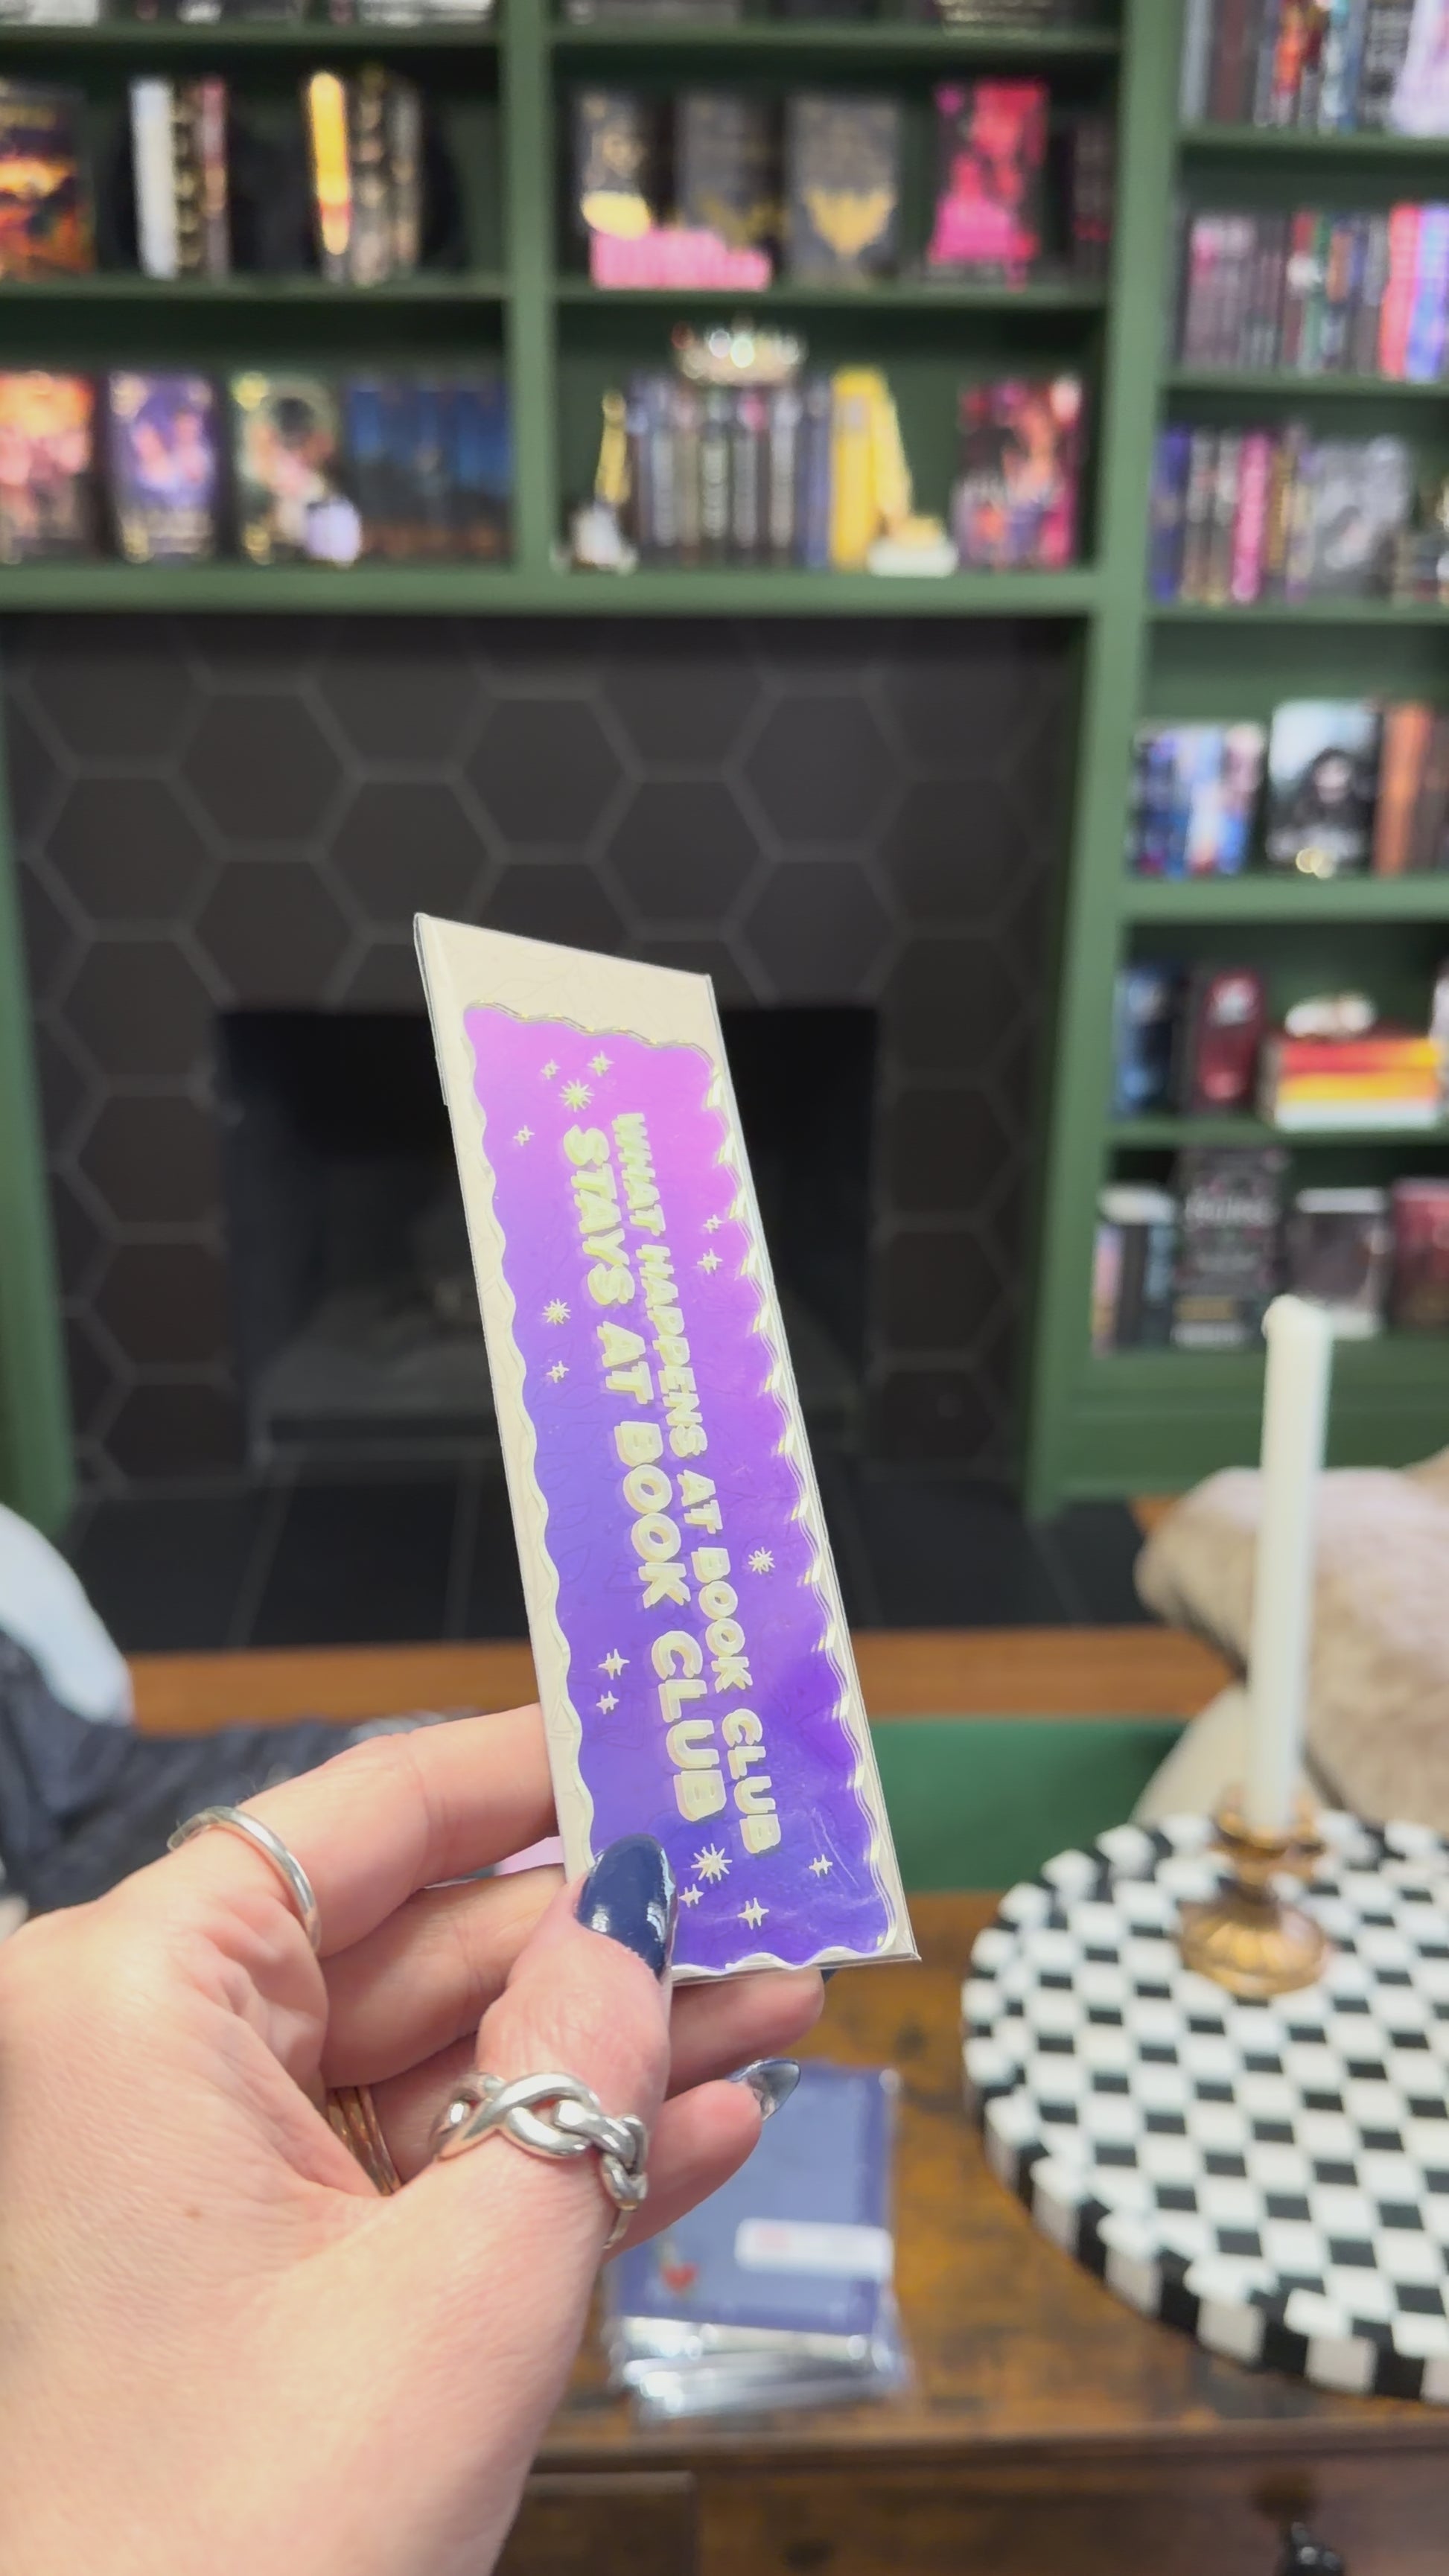 WHAT HAPPENS AT BOOK CLUB
STAYS AT BOOK CLUB